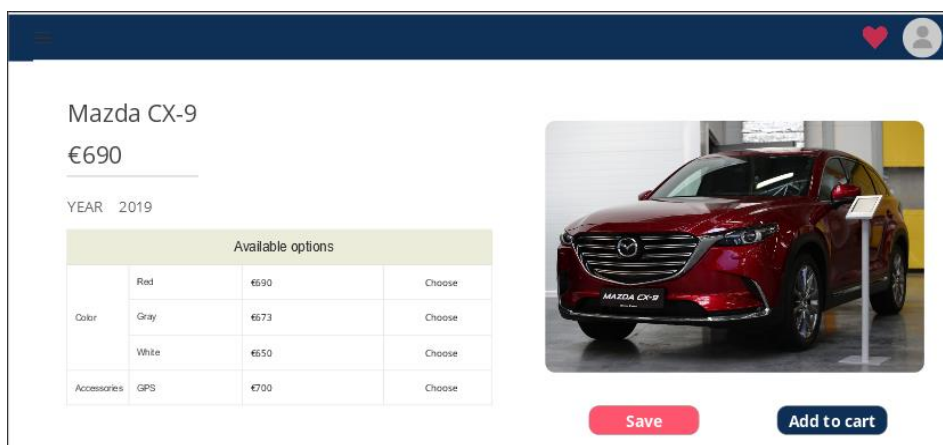 Mazda CX-9
€690
YEAR 2019
Available options
Color
Red €690 Choose
Gray €673 Choose
White €650 Choose
Accessories GPS €700 Choose
MAZDA CX-9
Save
Add to cart